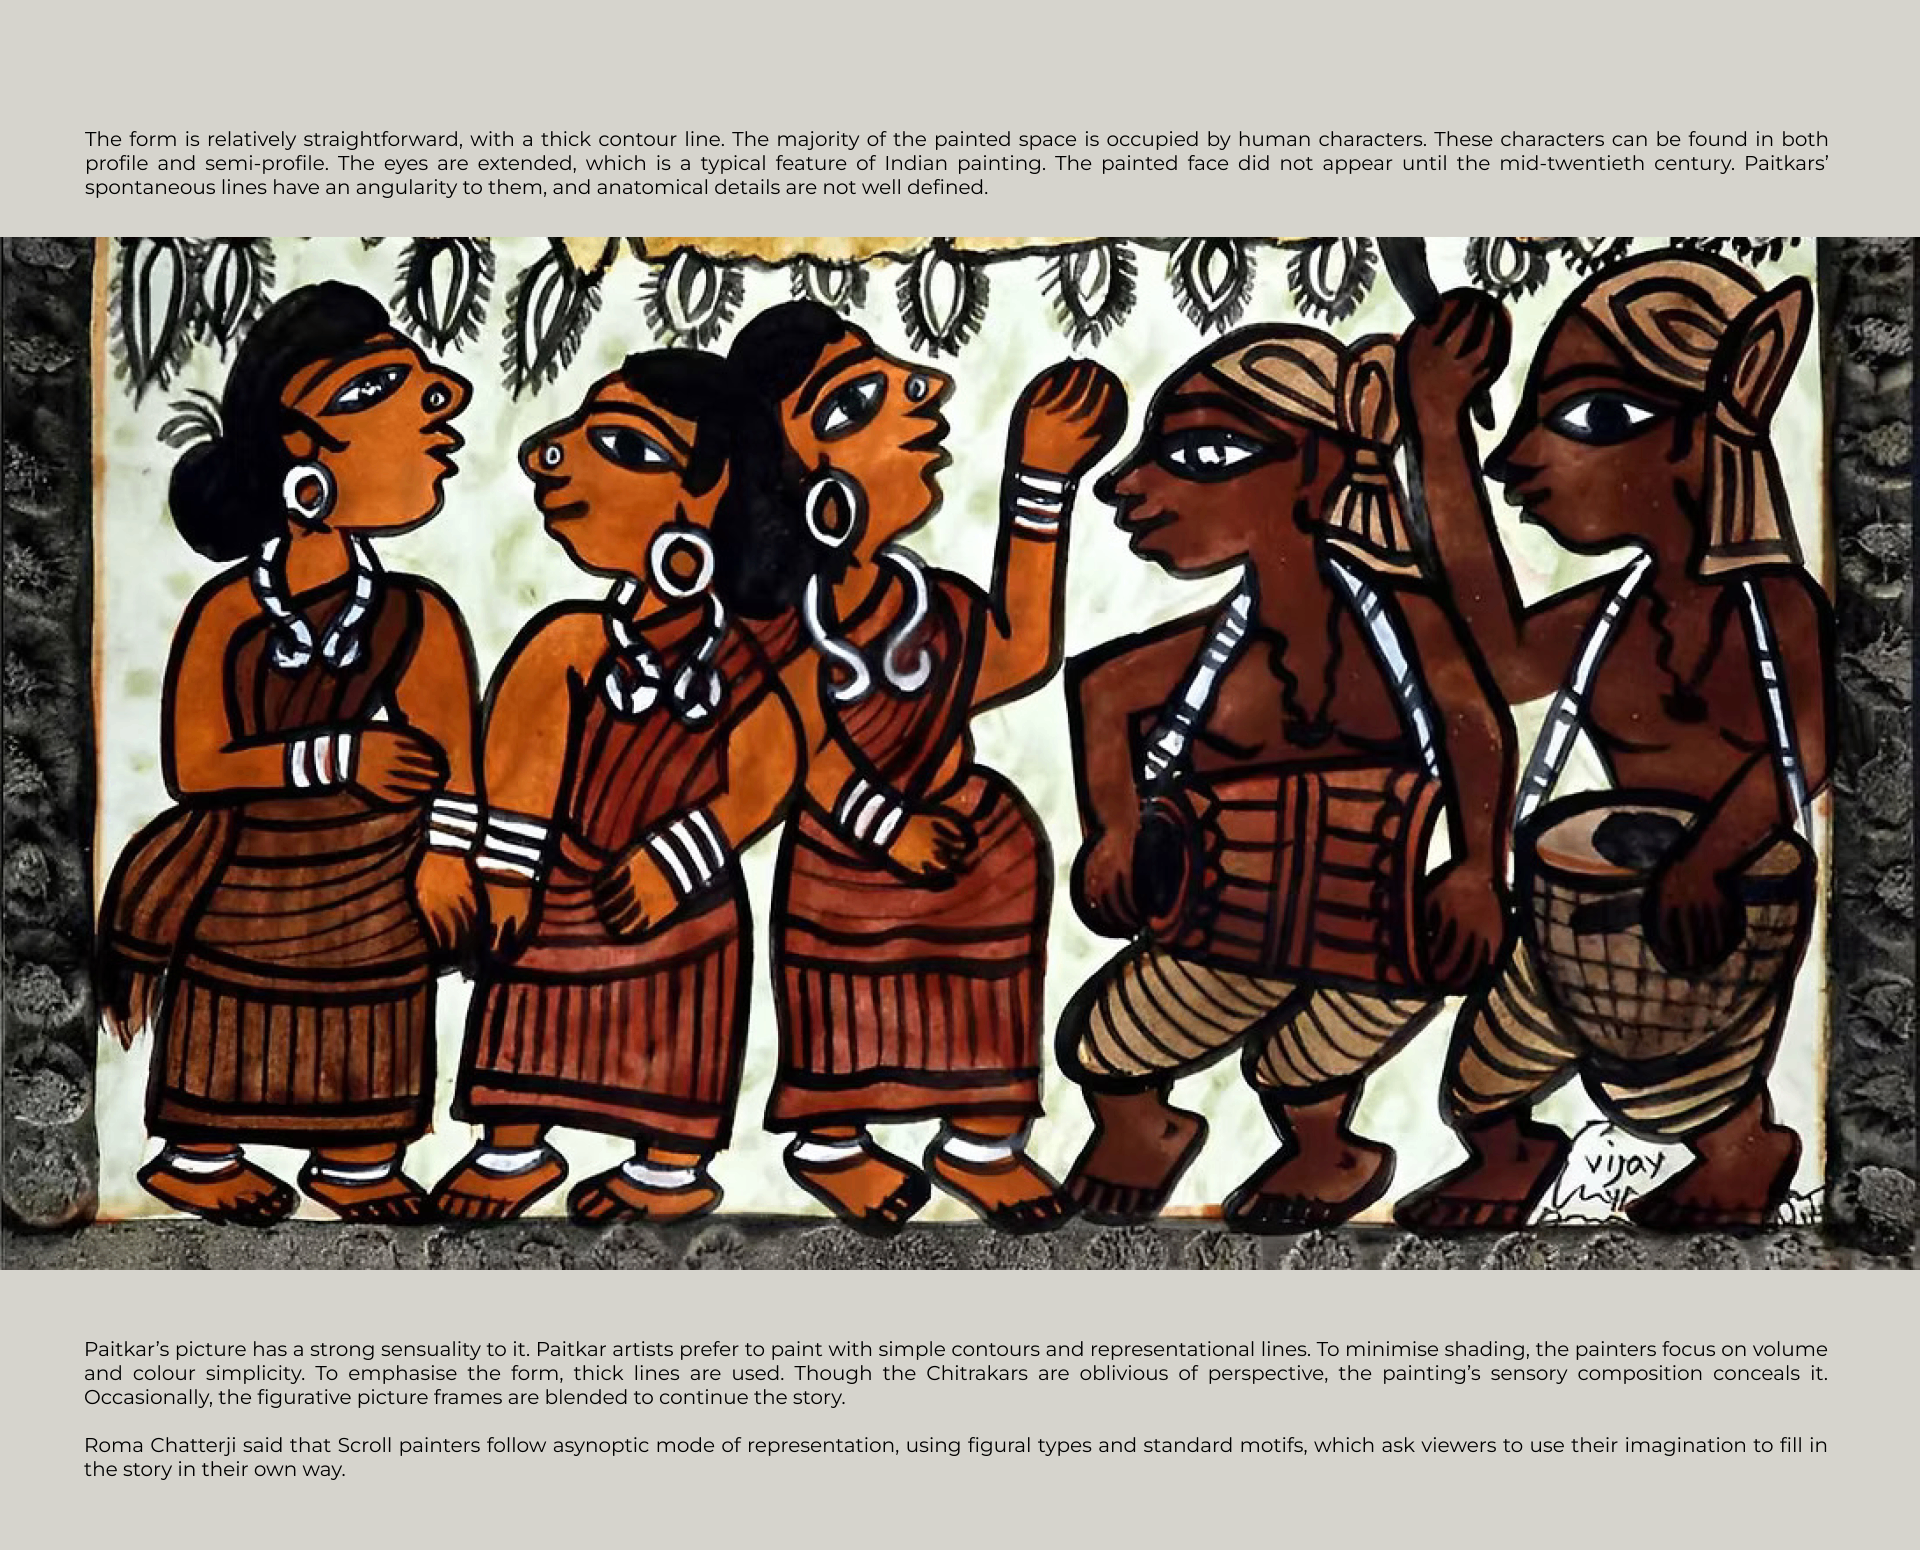 The form is relatively straightforward, with a thick contour line. The majority of the painted space is occupied by human characters. These characters can be found in both
profile and semi-profile. The eyes are extended, which is a typical feature of Indian painting. The painted face did not appear until the mid-twentieth century. Paitkars’
spontaneous lines have an angularity to them, and anatomical details are not well defined.
vijay
Paitkar’s picture has a strong sensuality to it. Paitkar artists prefer to paint with simple contours and representational lines. To minimise shading, the painters focus on volume
and colour simplicity. To emphasise the form, thick lines are used. Though the Chitrakars are oblivious of perspective, the painting’s sensory composition conceals it.
Occasionally, the figurative picture frames are blended to continue the story.
Roma Chatterji said that Scroll painters follow asynoptic mode of representation, using figural types and standard motifs, which ask viewers to use their imagination to fill in
the story in their own way.